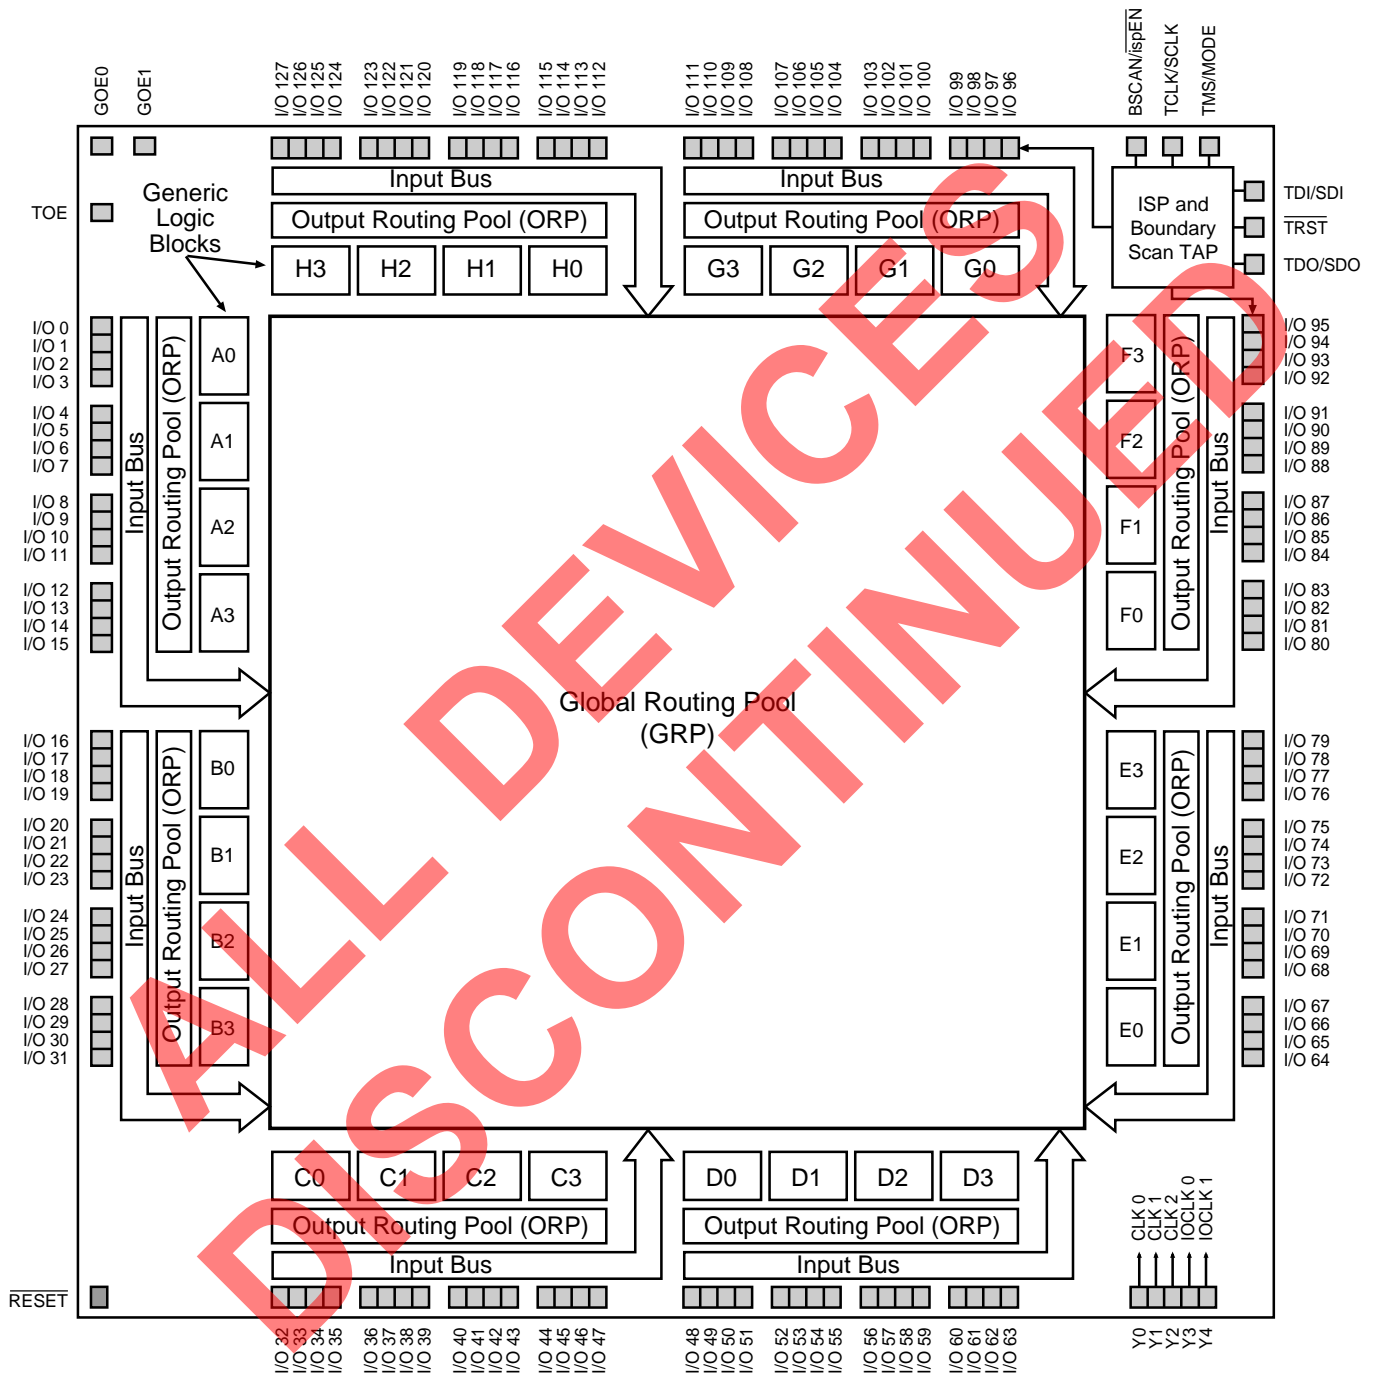 GOE0
GOE1
I/O 127
I/O 126
I/O 125
I/O 124
I/O 123
I/O 122
I/O 121
I/O 120
I/O 119
I/O 118
I/O 117
I/O 116
I/O 115
I/O 114
I/O 113
I/O 112
I/O 111
I/O 110
I/O 109
I/O 108
I/O 107
I/O 106
I/O 105
I/O 104
I/O 103
I/O 102
I/O 101
I/O 100
I/O 99
I/O 98
I/O 97
I/O 96
BSCAN/ispEN
TCLK/SCLK
TMS/MODE
TOE
Generic
Logic
Blocks
Input Bus
Output Routing Pool (ORP)
H3
H2
H1
H0
Input Bus
Output Routing Pool (ORP)
G3
G2
G1
G0
ISP and
Boundary
Scan TAP
TDI/SDI
TRST
TDO/SDO
I/O 0
I/O 1
I/O 2
I/O 3
I/O 4
I/O 5
I/O 6
I/O 7
I/O 8
I/O 9
I/O 10
I/O 11
I/O 12
I/O 13
I/O 14
I/O 15
Input Bus
Output Routing Pool (ORP)
A0
A1
A2
A3
I/O 16
I/O 17
I/O 18
I/O 19
I/O 20
I/O 21
I/O 22
I/O 23
I/O 24
I/O 25
I/O 26
I/O 27
I/O 28
I/O 29
I/O 30
I/O 31
Input Bus
Output Routing Pool (ORP)
B0
B1
B2
B3
Global Routing Pool
(GRP)
ALL DEVICES
DISCONTINUED
F3
F2
F1
F0
Output Routing Pool (ORP)
Input Bus
I/O 95
I/O 94
I/O 93
I/O 92
I/O 91
I/O 90
I/O 89
I/O 88
I/O 87
I/O 86
I/O 85
I/O 84
I/O 83
I/O 82
I/O 81
I/O 80
E3
E2
E1
E0
Output Routing Pool (ORP)
Input Bus
I/O 79
I/O 78
I/O 77
I/O 76
I/O 75
I/O 74
I/O 73
I/O 72
I/O 71
I/O 70
I/O 69
I/O 68
I/O 67
I/O 66
I/O 65
I/O 64
C0
C1
C2
C3
Output Routing Pool (ORP)
Input Bus
D0
D1
D2
D3
Output Routing Pool (ORP)
Input Bus
CLK 0
CLK 1
CLK 2
IOCLK 0
IOCLK 1
RESET
I/O 32
I/O 33
I/O 34
I/O 35
I/O 36
I/O 37
I/O 38
I/O 39
I/O 40
I/O 41
I/O 42
I/O 43
I/O 44
I/O 45
I/O 46
I/O 47
I/O 48
I/O 49
I/O 50
I/O 51
I/O 52
I/O 53
I/O 54
I/O 55
I/O 56
I/O 57
I/O 58
I/O 59
I/O 60
I/O 61
I/O 62
I/O 63
Y0
Y1
Y2
Y3
Y4